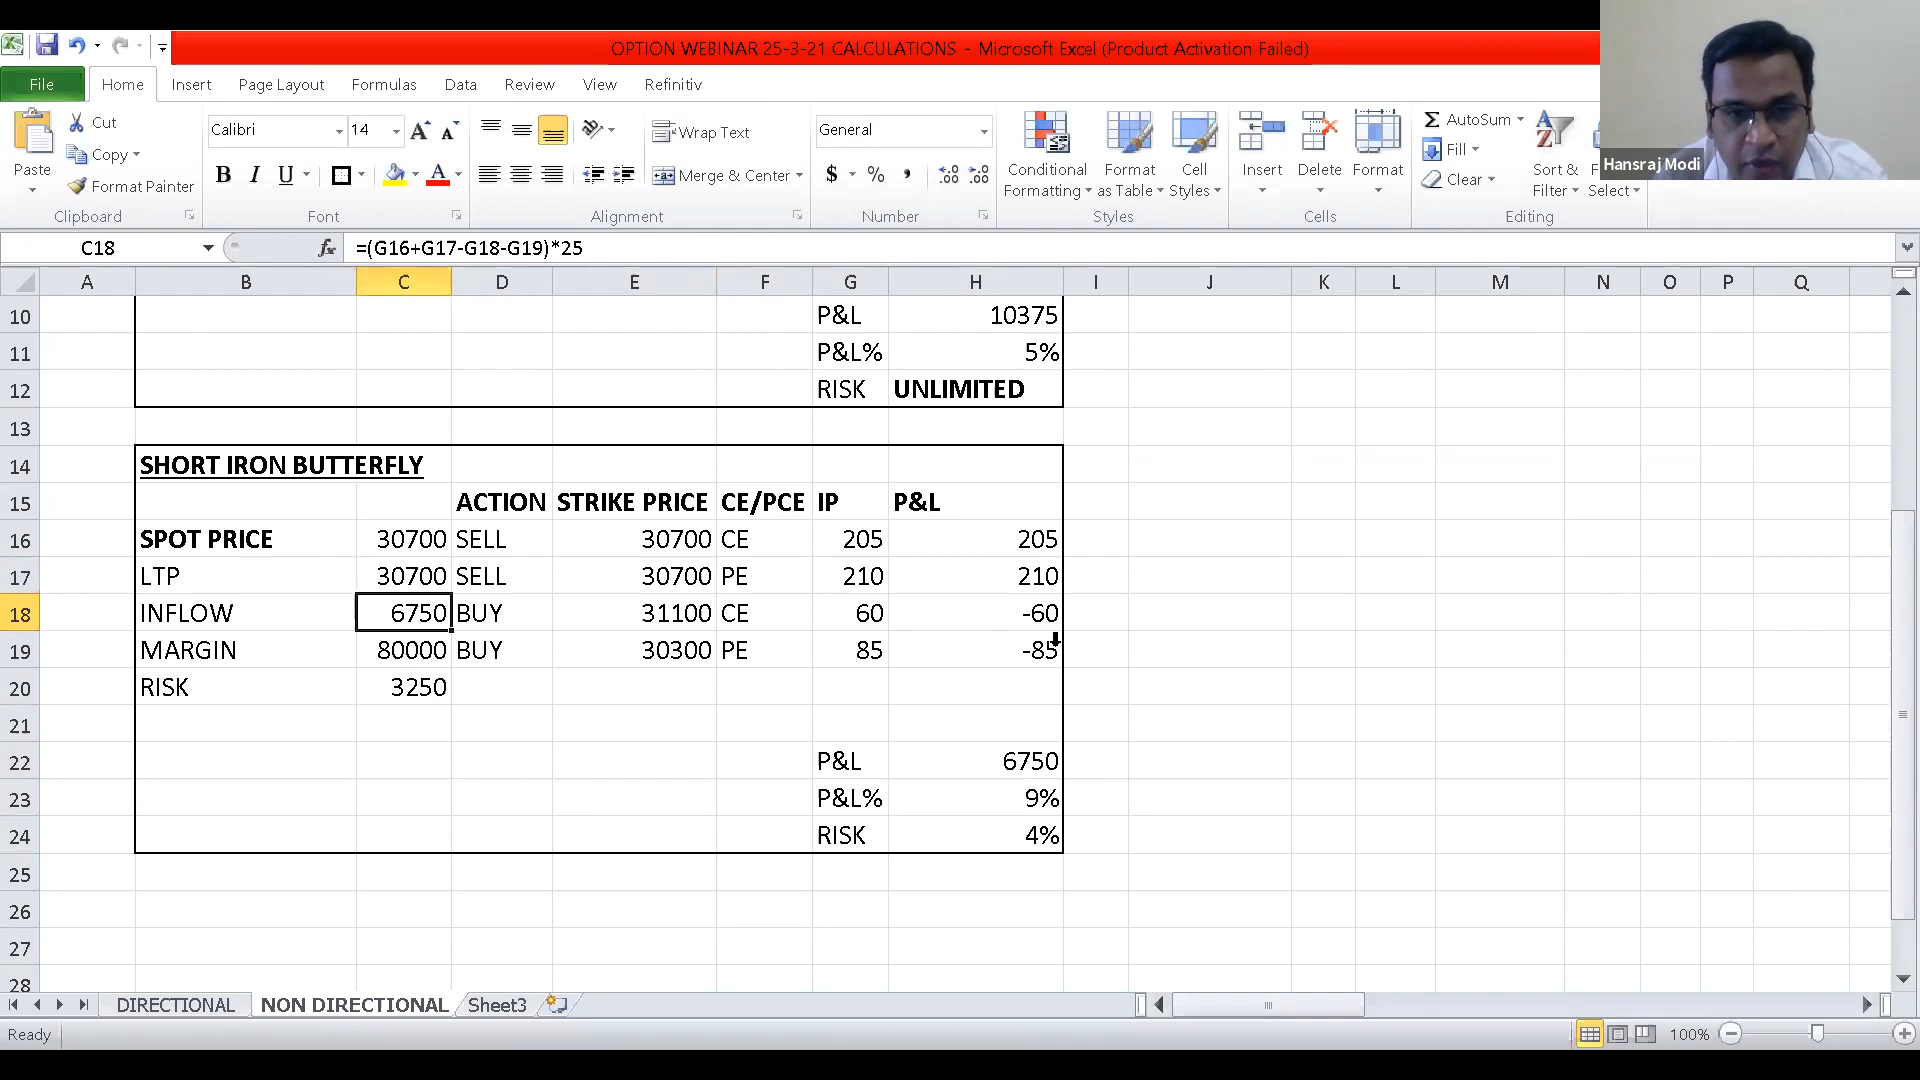 OPTION WEBINAR 25-3-21 CALCULATIONS - Microsoft Excel (Product Activation Failed)
File Home Insert Page Layout Formulas Data Review View Refinitiv
Paste
Cut
Copy
Format Painter
Clipboard
Calibri 14
B I U
Font
Wrap Text
Merge & Center
Alignment
General
$ %
Number
Conditional Formatting
Format as Table
Cell Styles
Styles
Insert Delete Format
Cells
AutoSum
Fill
Clear
Sort & Filter
Select
Editing
Hansraj Modi
C18 fx =(G16+G17-G18-G19)*25
A B C D E F G H I J K L M N O P Q
10 P&L 10375
11 P&L% 5%
12 RISK UNLIMITED
13
14 SHORT IRON BUTTERFLY
15 ACTION STRIKE PRICE CE/PCE IP P&L
16 SPOT PRICE 30700 SELL 30700 CE 205 205
17 LTP 30700 SELL 30700 PE 210 210
18 INFLOW 6750 BUY 31100 CE 60 -60
19 MARGIN 80000 BUY 30300 PE 85 -85
20 RISK 3250
21
22 P&L 6750
23 P&L% 9%
24 RISK 4%
25
26
27
28
DIRECTIONAL NON DIRECTIONAL Sheet3
Ready 100%